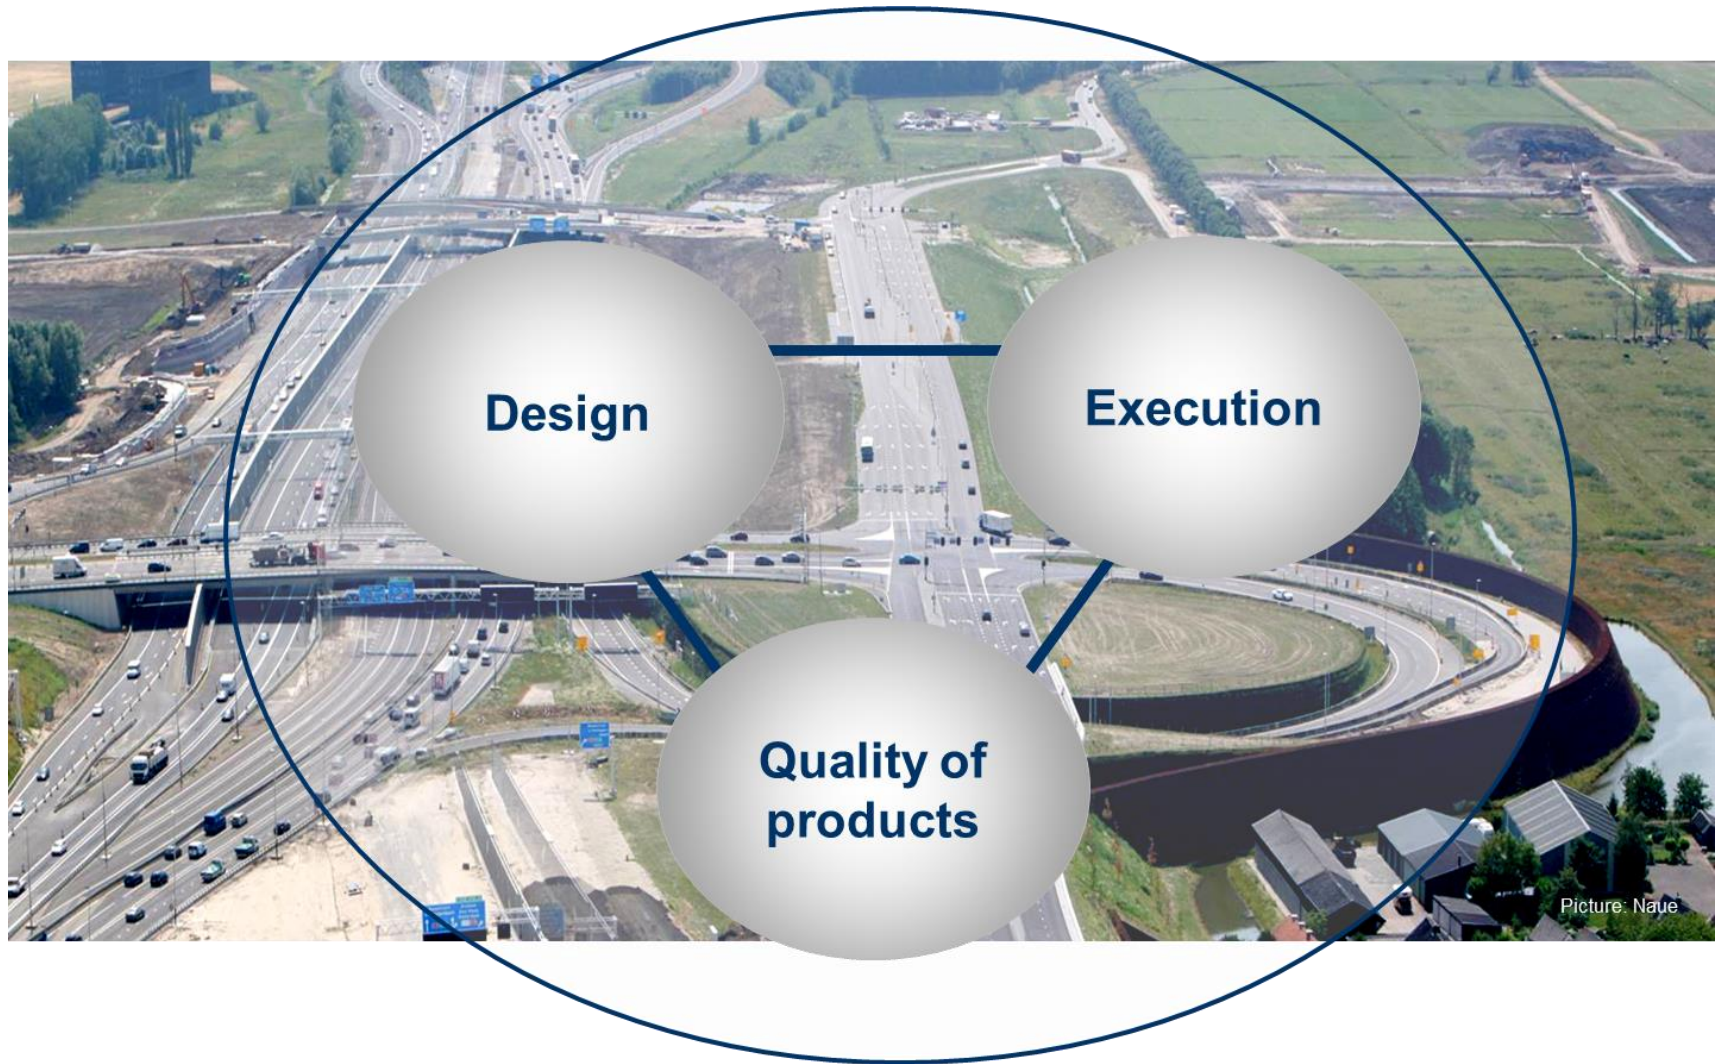 Design
Execution
Quality of
products
Picture: Naue